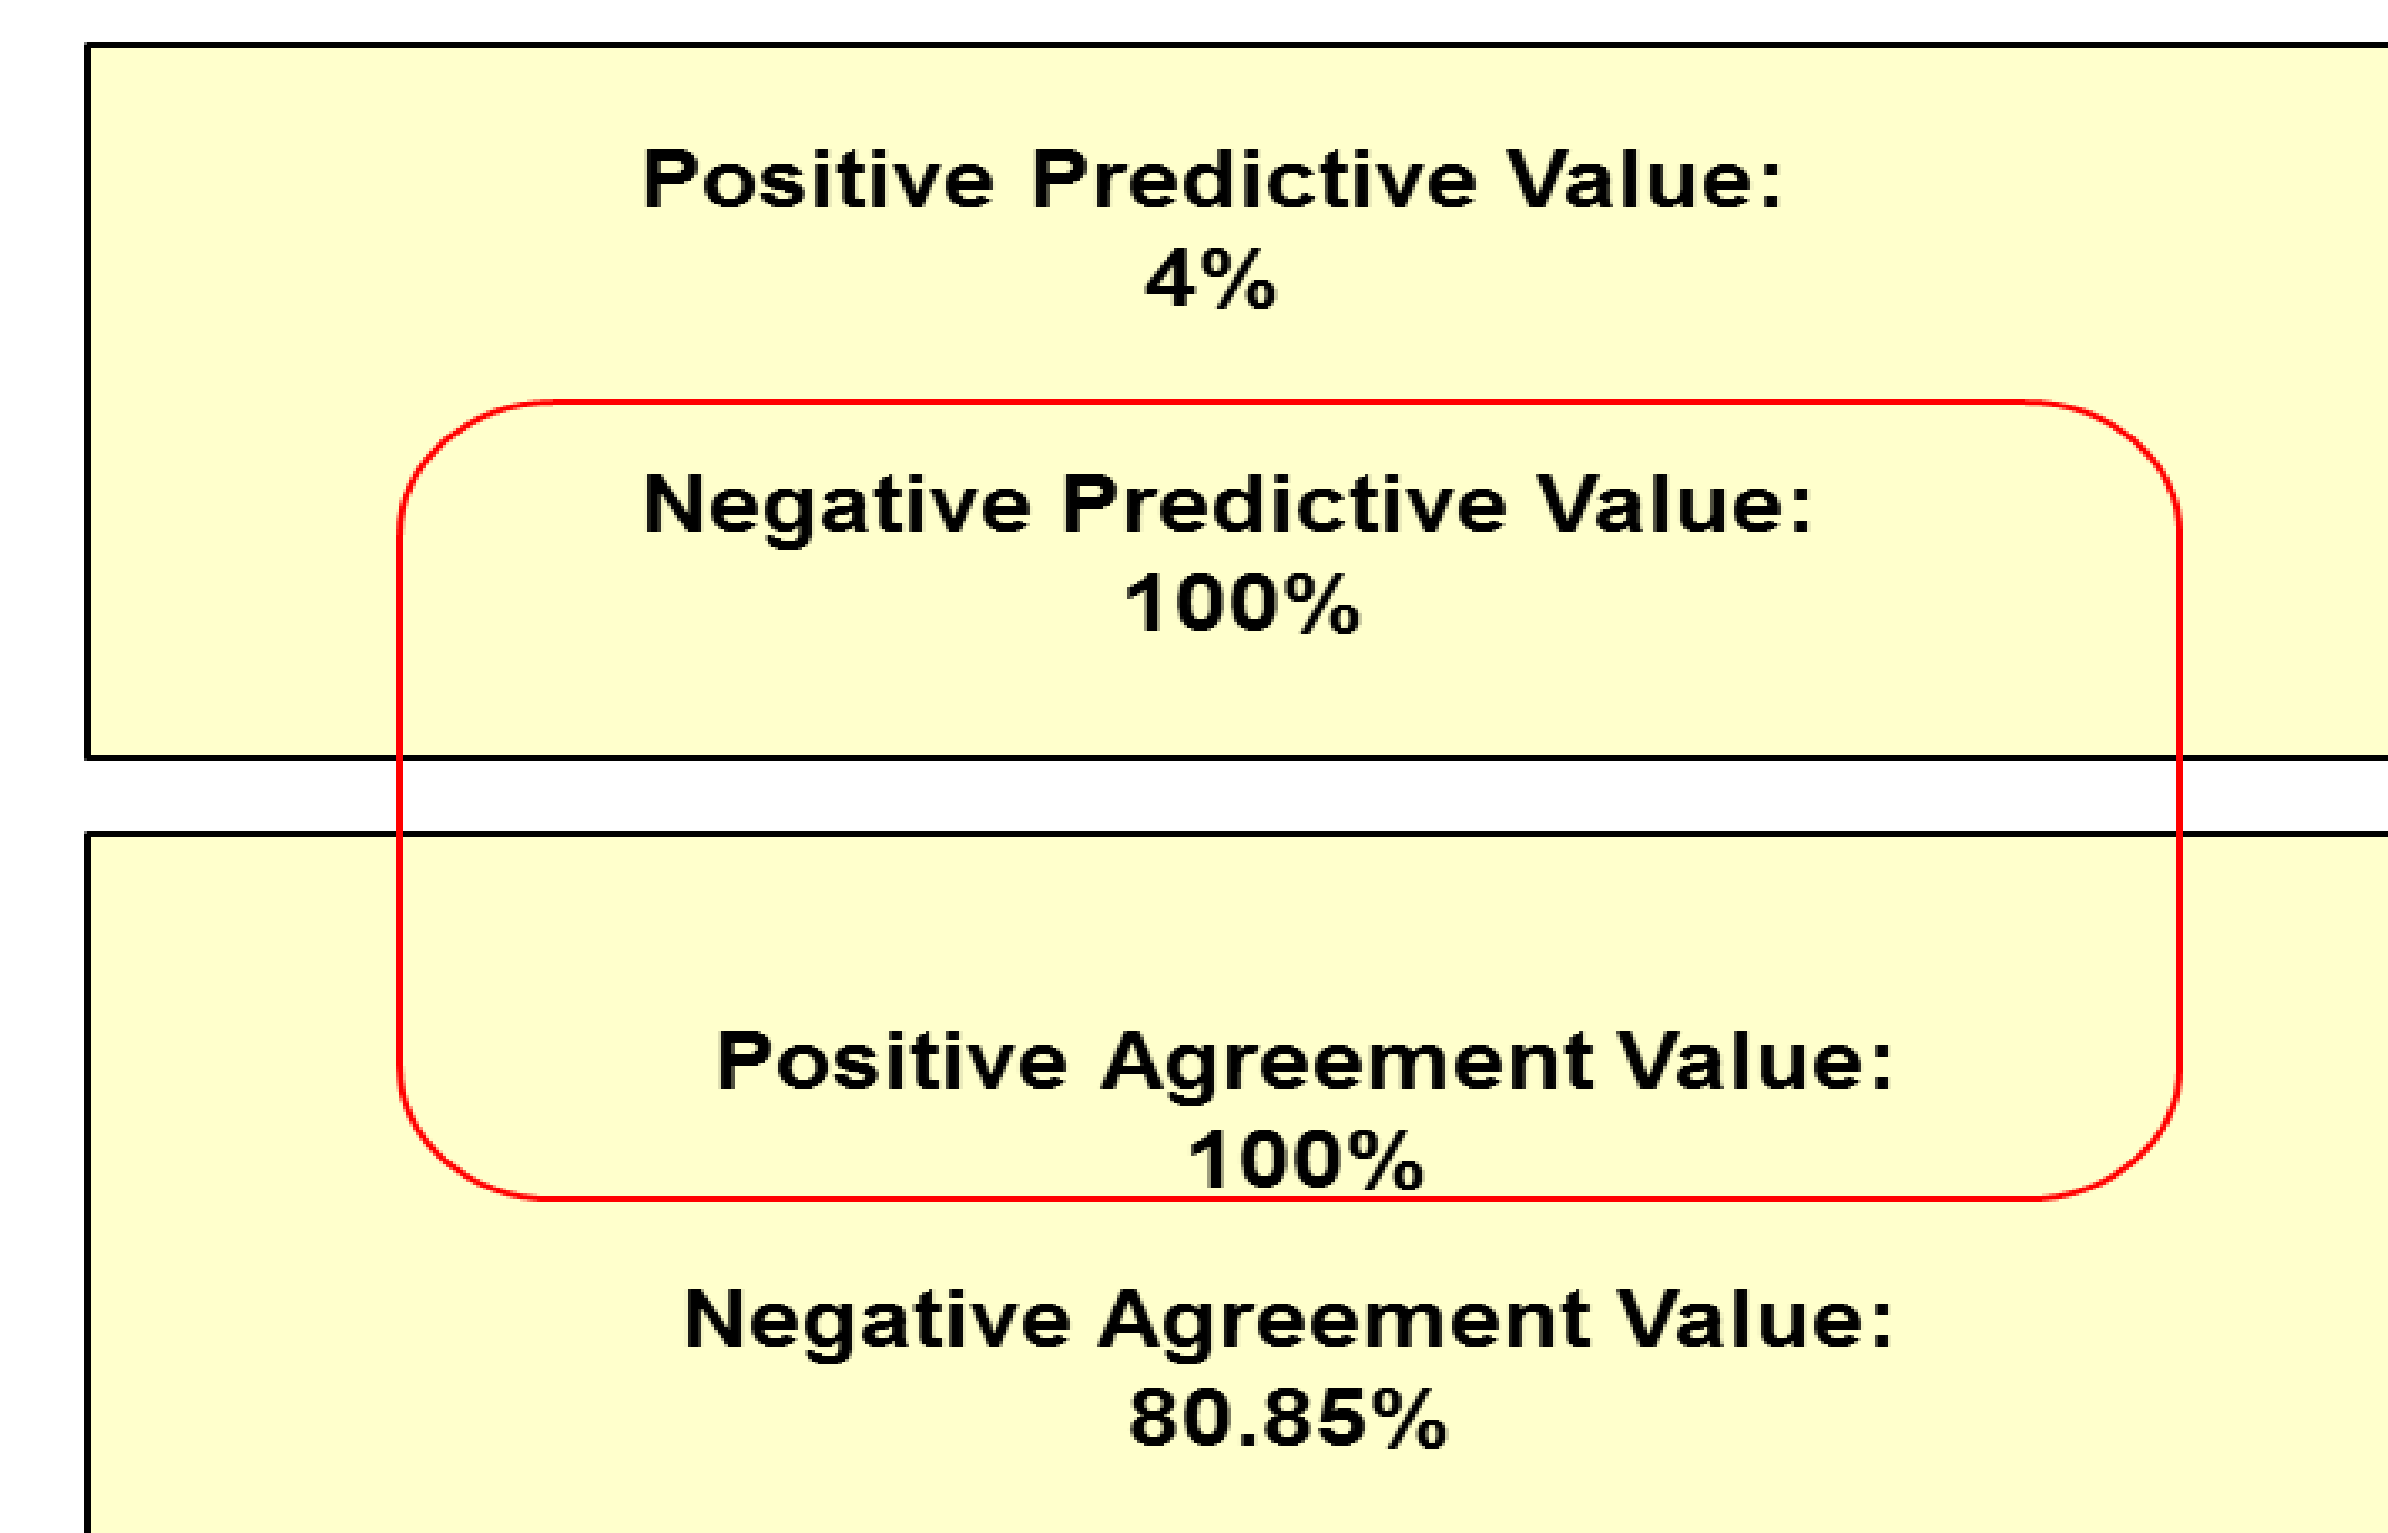 Positive Predictive Value:
4%
Negative Predictive Value:
100%
Positive Agreement Value:
100%
Negative Agreement Value:
80.85%